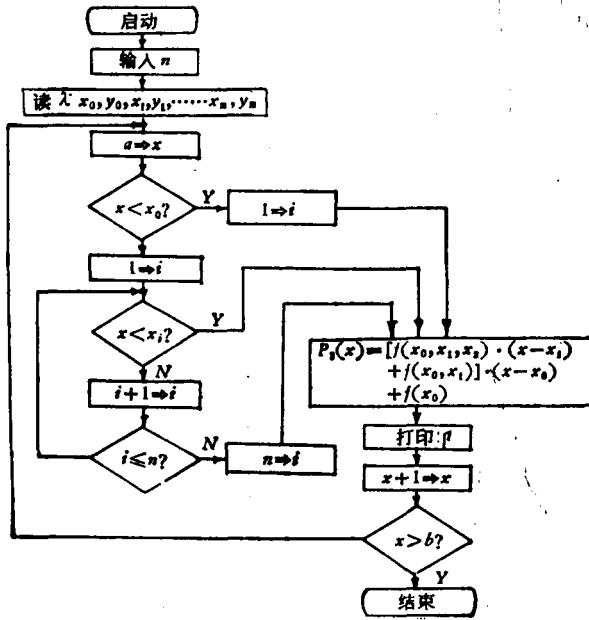 启动
输入 n
读入 x₀,y₀,x₁,y₁,……x_n,y_n
a⇒x
x<x₀?
Y
1⇒i
1⇒i
x<x_i?
Y
N
i+1⇒i
i≤n?
N
n⇒i
P₂(x)=[f(x₀,x₁,x₂)·(x-x₁)
+f(x₀,x₁)]·(x-x₀)
+f(x₀)
打印:
x+1⇒x
x>b?
Y
结束